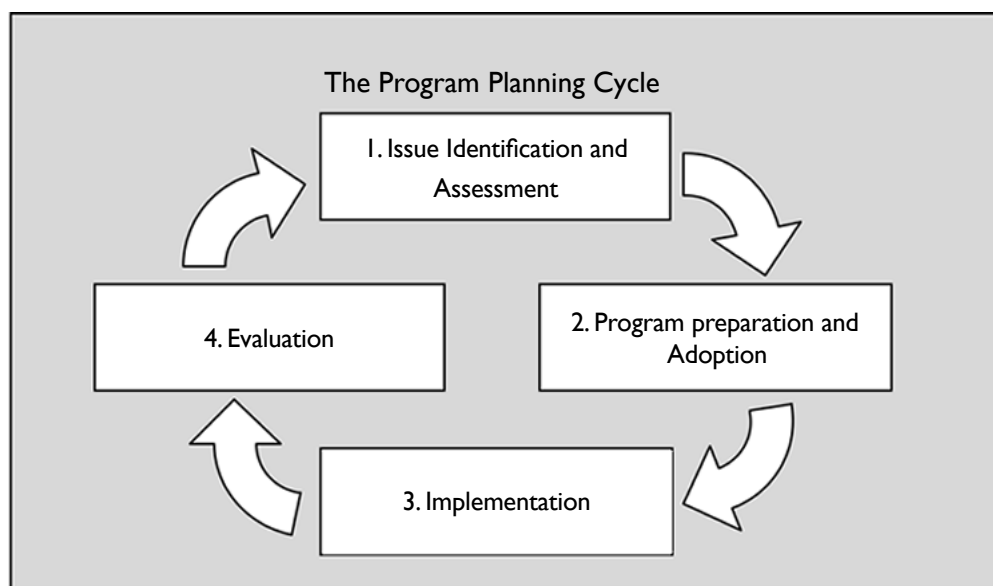 The Program Planning Cycle
1. Issue Identification and
Assessment
2. Program preparation and
Adoption
4. Evaluation
3. Implementation